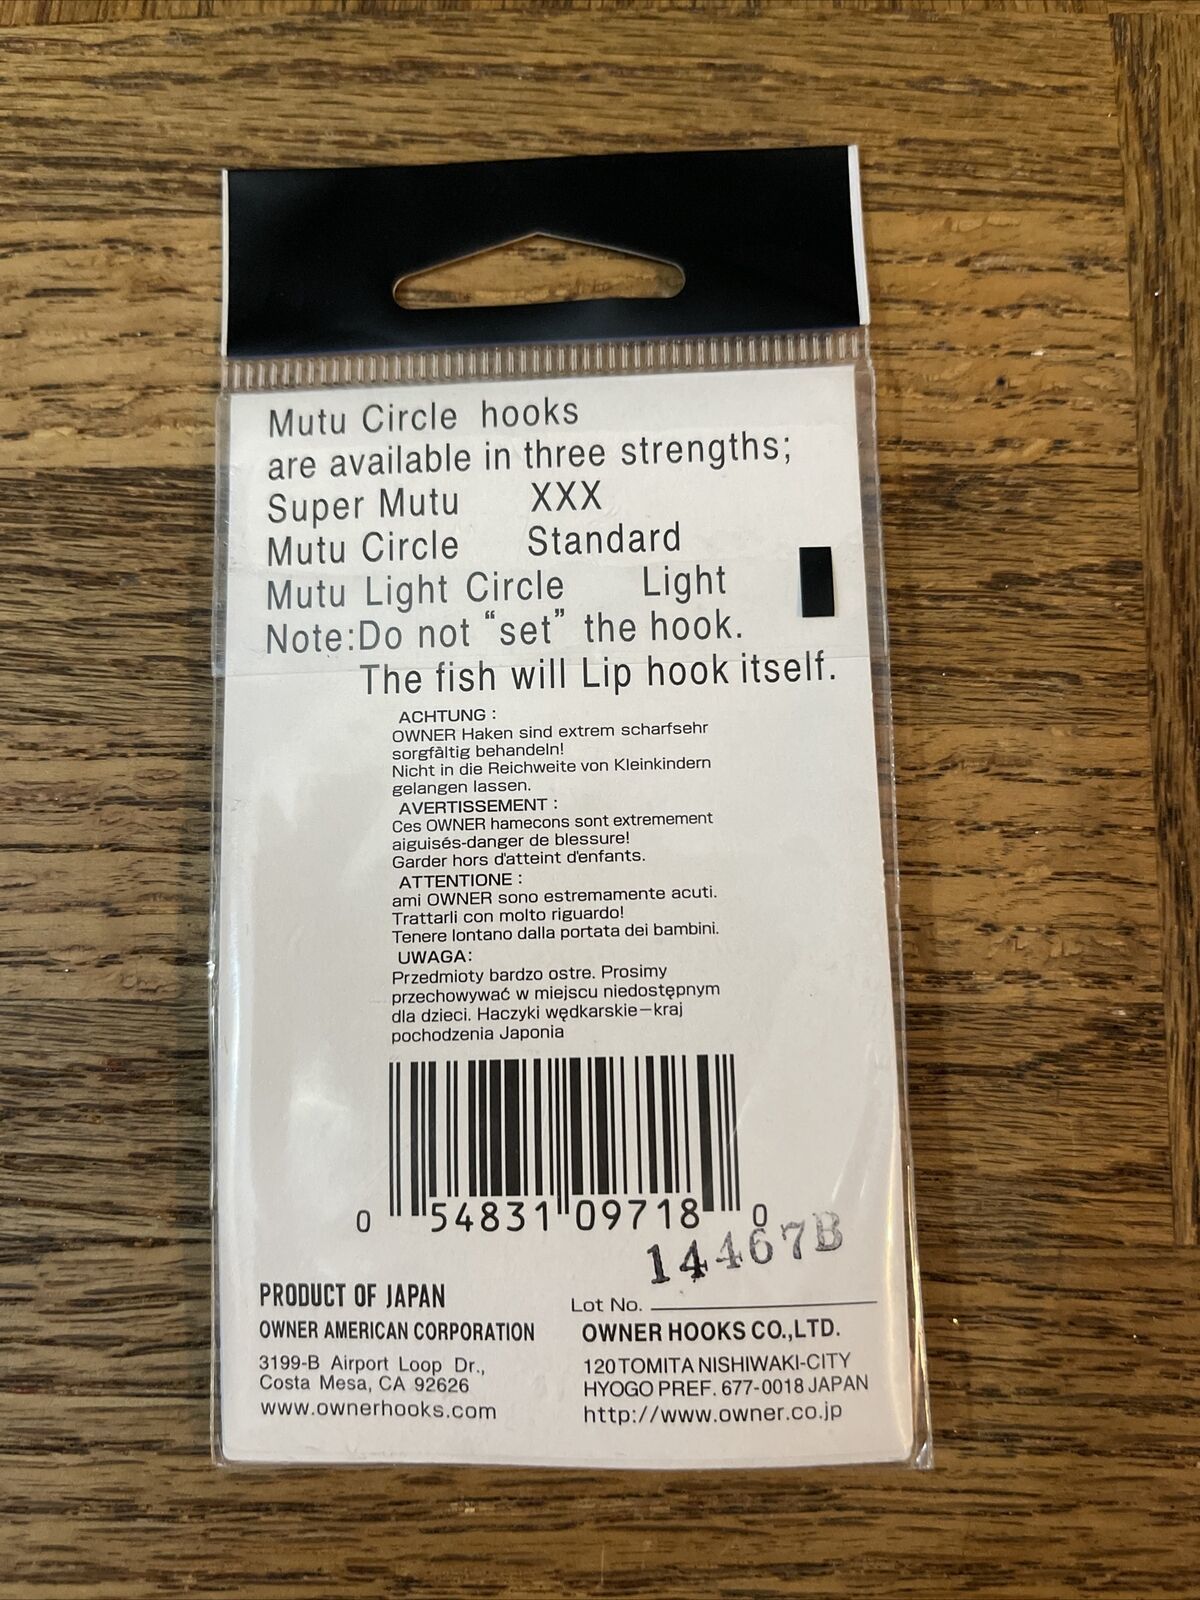 Mutu Circle hooks
are available in three strengths;
Super Mutu XXX
Mutu Circle Standard
Mutu Light Circle Light
Note:Do not “set” the hook.
The fish will Lip hook itself.
ACHTUNG :
OWNER Haken sind extrem scharfsehr
sorgfältig behandeln!
Nicht in die Reichweite von Kleinkindern
gelangen lassen.
AVERTISSEMENT :
Ces OWNER hamecons sont extremement
aiguisés-danger de blessure!
Garder hors d'atteint d'enfants.
ATTENTIONE :
ami OWNER sono estremamente acuti.
Trattarli con molto riguardo!
Tenere lontano dalla portata dei bambini.
UWAGA:
Przedmioty bardzo ostre. Prosimy
przechowywać w miejscu niedostępnym
dla dzieci. Haczyki wędkarskie—kraj
pochodzenia Japonia
0 54831 09718 0
14467B
Lot No.
PRODUCT OF JAPAN
OWNER AMERICAN CORPORATION
3199-B Airport Loop Dr.,
Costa Mesa, CA 92626
www.ownerhooks.com
OWNER HOOKS CO.,LTD.
120 TOMITA NISHIWAKI-CITY
HYOGO PREF. 677-0018 JAPAN
http://www.owner.co.jp